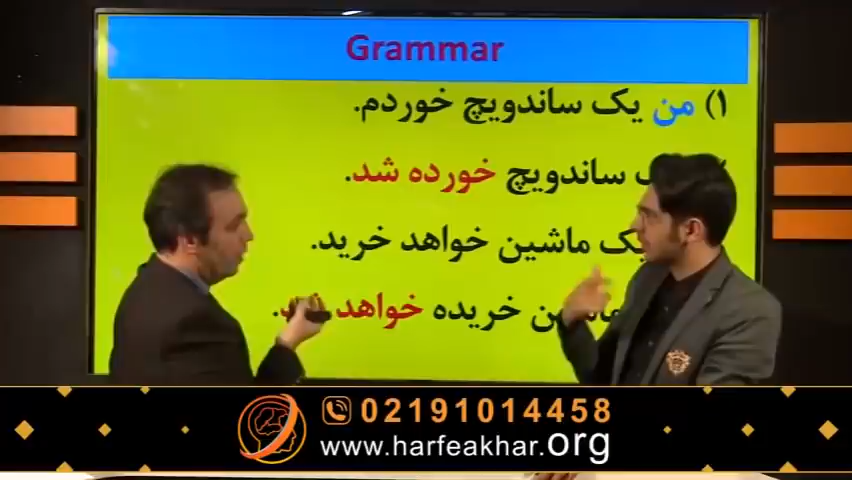 Grammar
۱) من یک ساندویچ خوردم.
ساندویچ خورده شد.
یک ماشین خواهد خرید.
خریده خواهد
02191014458
www.harfeakhar.org